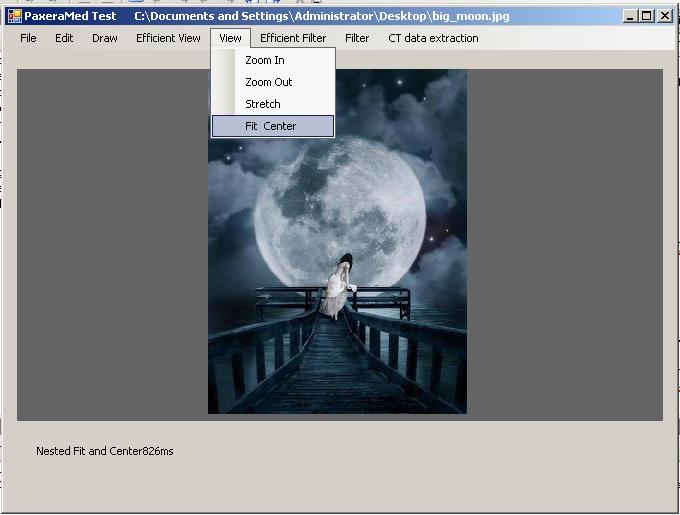 PaxeraMed Test C:\Documents and Settings\Administrator\Desktop\big_moon.jpg
File Edit Draw Efficient View View Efficient Filter Filter CT data extraction
Zoom In
Zoom Out
Stretch
Fit Center
Nested Fit and Center826ms